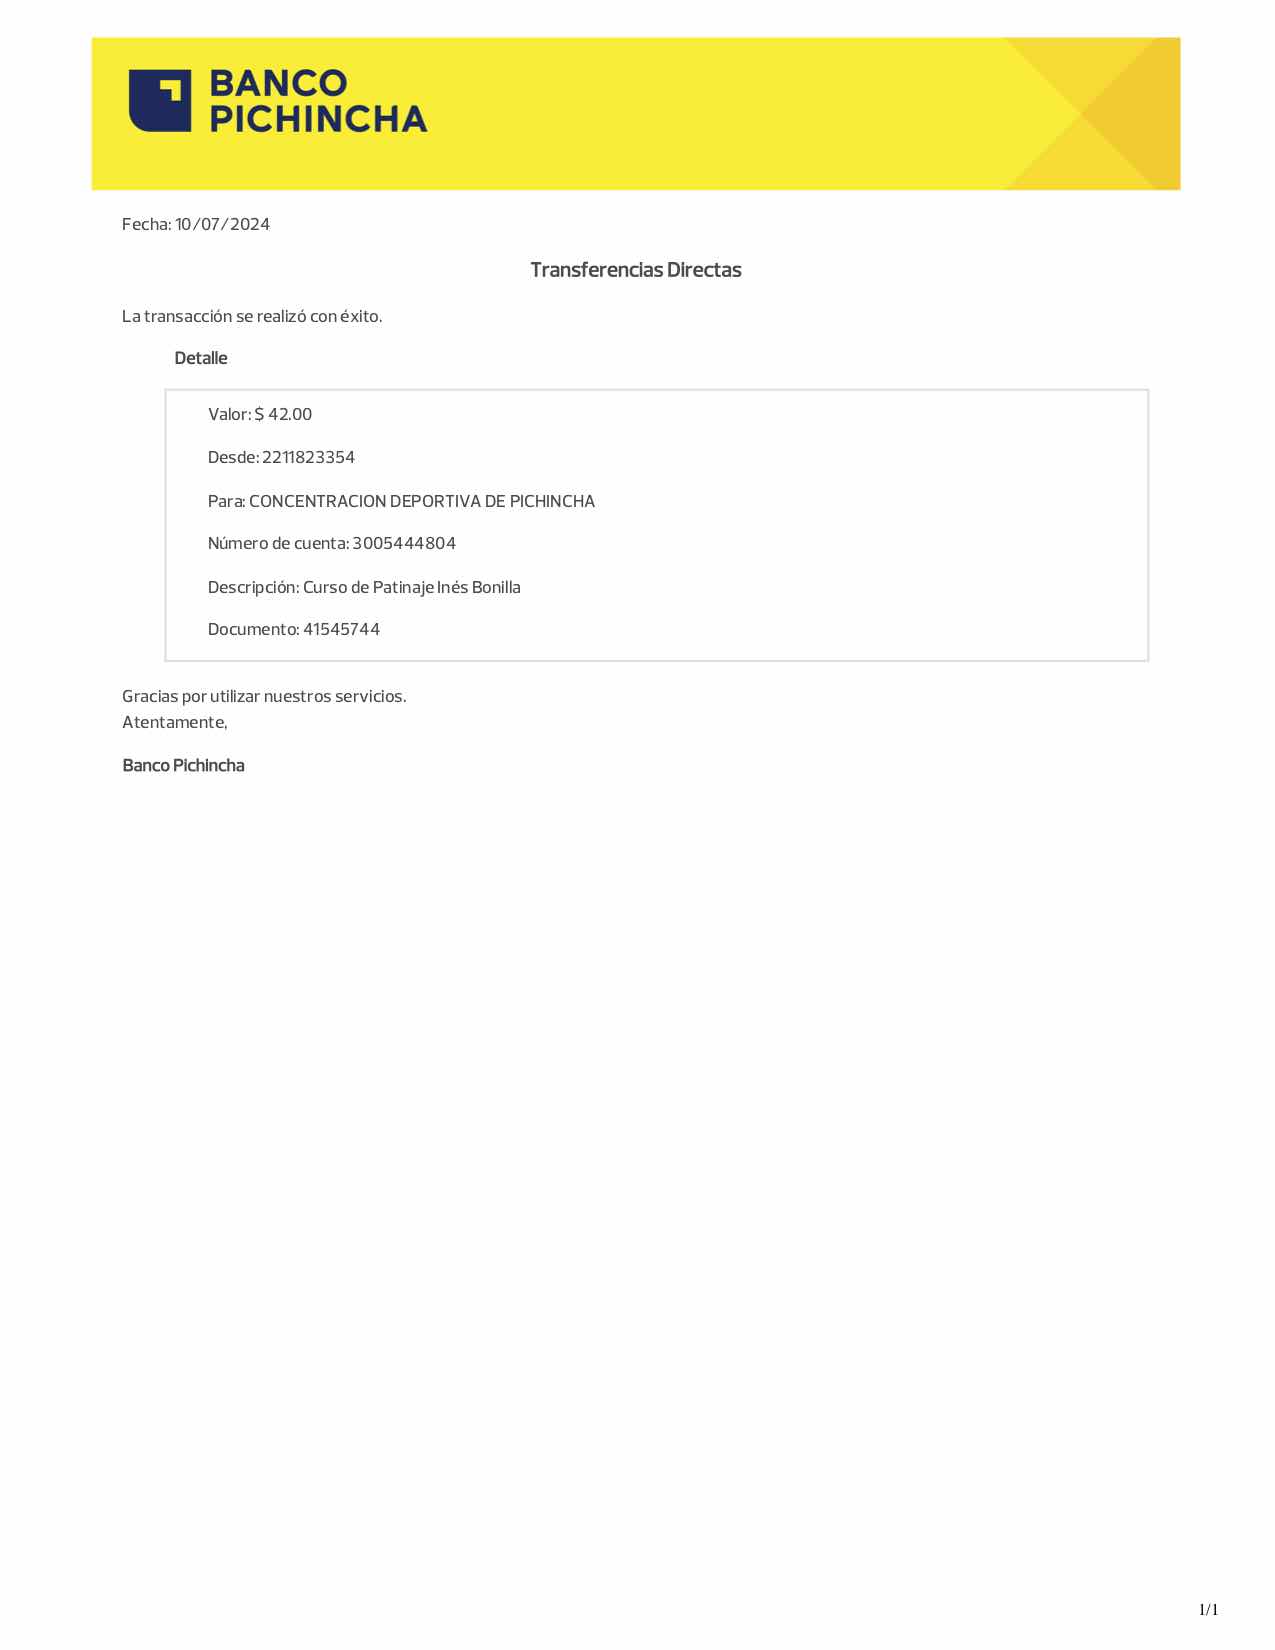 BANCO
PICHINCHA
Fecha: 10/07/2024
Transferencias Directas
La transacción se realizó con éxito.
Detalle
Valor: $ 42.00
Desde: 2211823354
Para: CONCENTRACION DEPORTIVA DE PICHINCHA
Número de cuenta: 3005444804
Descripción: Curso de Patinaje Inés Bonilla
Documento: 41545744
Gracias por utilizar nuestros servicios.
Atentamente,
Banco Pichincha
1/1